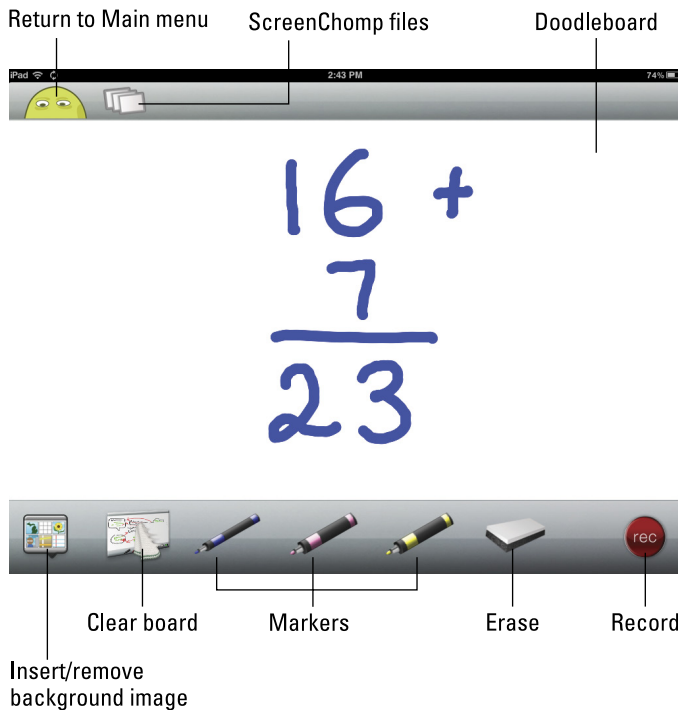 Return to Main menu
ScreenChomp files
Doodleboard
iPad
2:43 PM
74%
16 +
7
23
rec
Clear board
Markers
Erase
Record
Insert/remove
background image